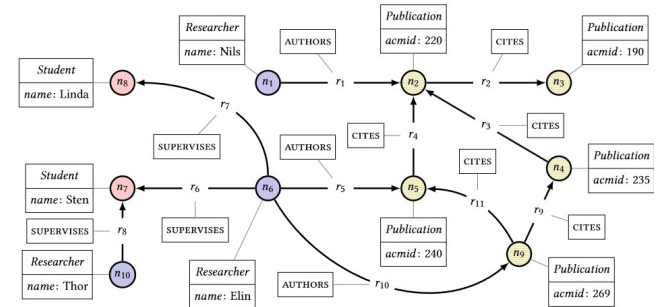 Researcher
name: Nils
AUTHORS
Publication
acmid: 220
CITES
Publication
acmid: 190
Student
name: Linda
n8
n1
r1
n2
r2
n3
r7
SUPERVISES
AUTHORS
CITES
r4
r3
CITES
Student
name: Sten
n7
r6
n6
r5
n5
CITES
n4
Publication
acmid: 235
SUPERVISES
r8
SUPERVISES
r11
r9
CITES
Researcher
name: Thor
n10
Researcher
name: Elin
AUTHORS
r10
Publication
acmid: 240
n9
Publication
acmid: 269